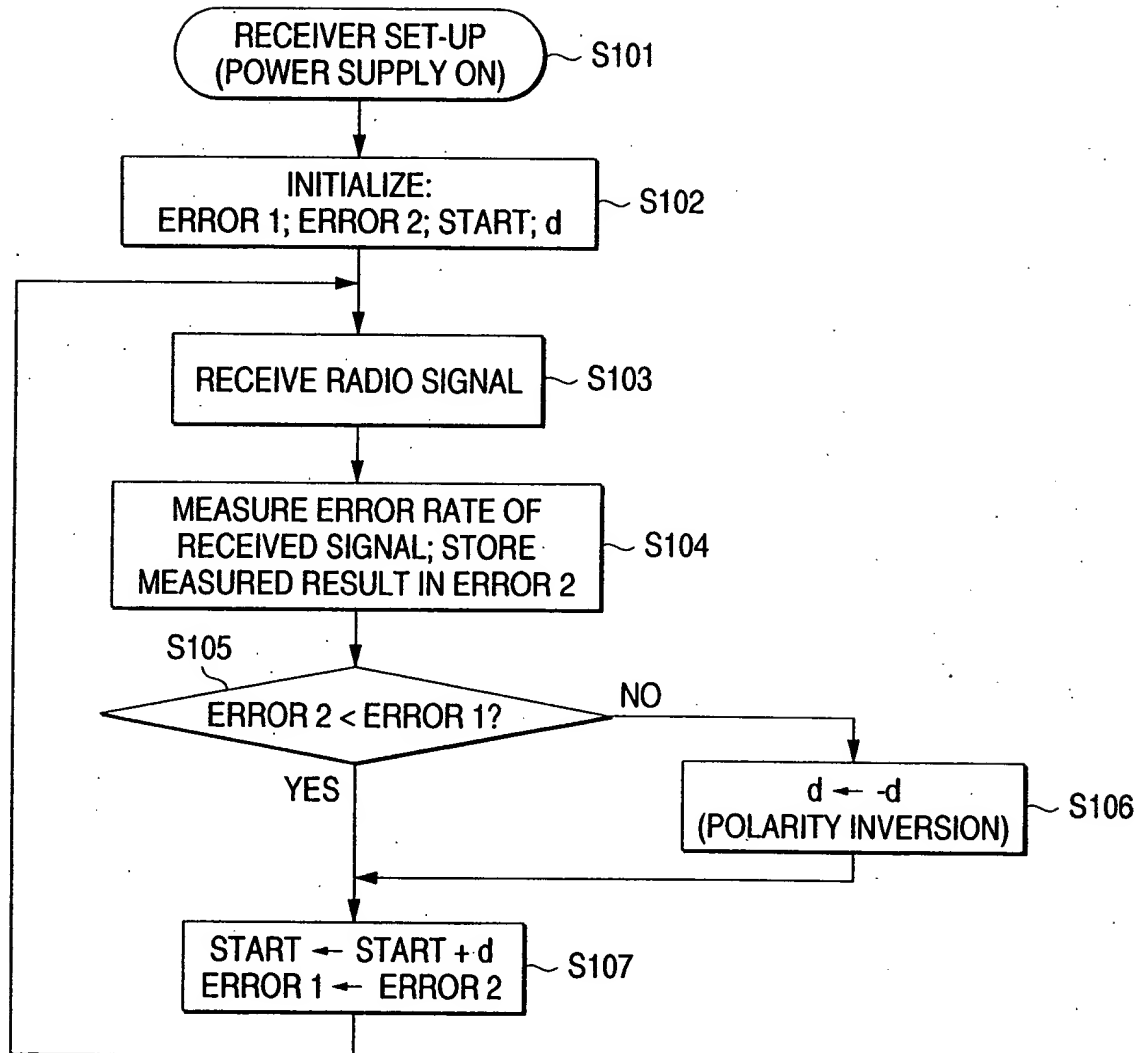 RECEIVER SET-UP
(POWER SUPPLY ON)
S101
INITIALIZE:
ERROR 1; ERROR 2; START; d
S102
RECEIVE RADIO SIGNAL
S103
MEASURE ERROR RATE OF
RECEIVED SIGNAL; STORE
MEASURED RESULT IN ERROR 2
S104
S105
ERROR 2 < ERROR 1?
NO
YES
d ← -d
(POLARITY INVERSION)
S106
START ← START + d
ERROR 1 ← ERROR 2
S107